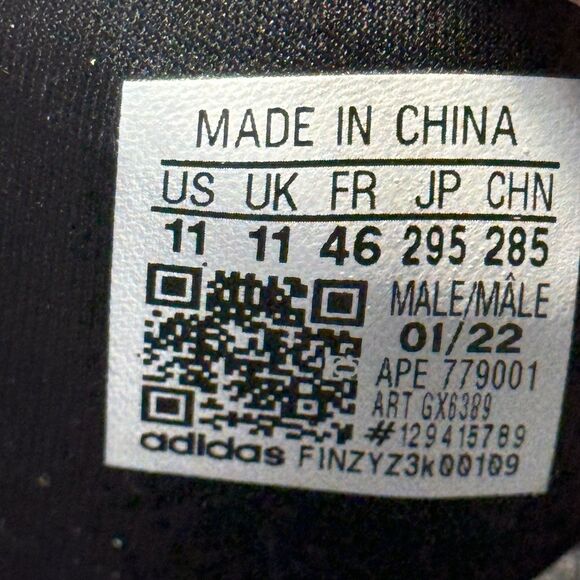 MADE IN CHINA
US UK FR JP CHN
11 11 46 295 285
MALE/MÂLE
01/22
APE 779001
ART GX6389
#129415789
adidas F1NZYZ3k00109